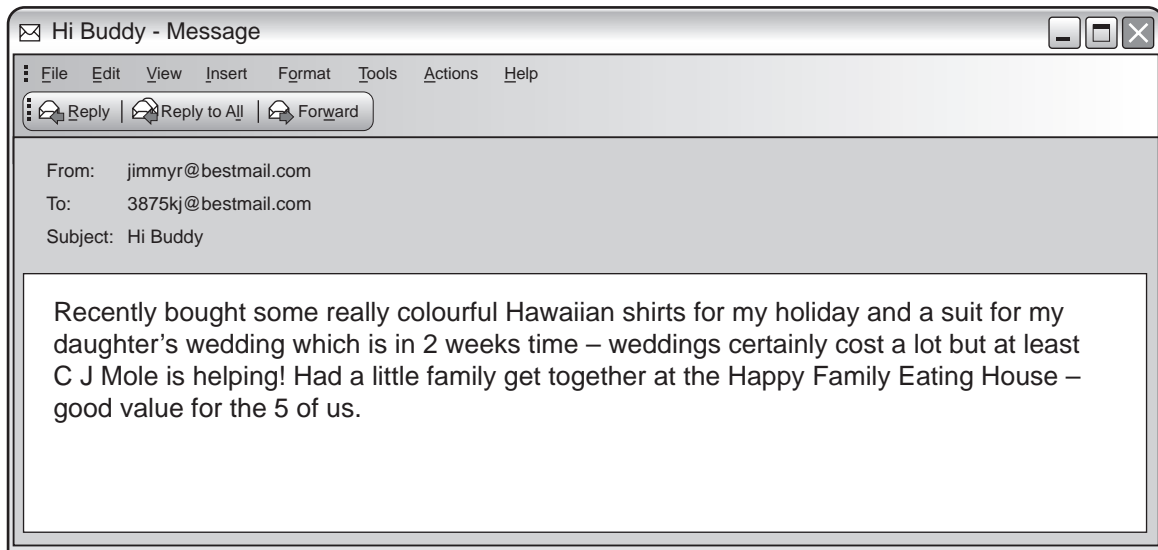 Hi Buddy - Message
File Edit View Insert Format Tools Actions Help
Reply Reply to All Forward
From: jimmyr@bestmail.com
To: 3875kj@bestmail.com
Subject: Hi Buddy
Recently bought some really colourful Hawaiian shirts for my holiday and a suit for my
daughter’s wedding which is in 2 weeks time – weddings certainly cost a lot but at least
C J Mole is helping! Had a little family get together at the Happy Family Eating House –
good value for the 5 of us.